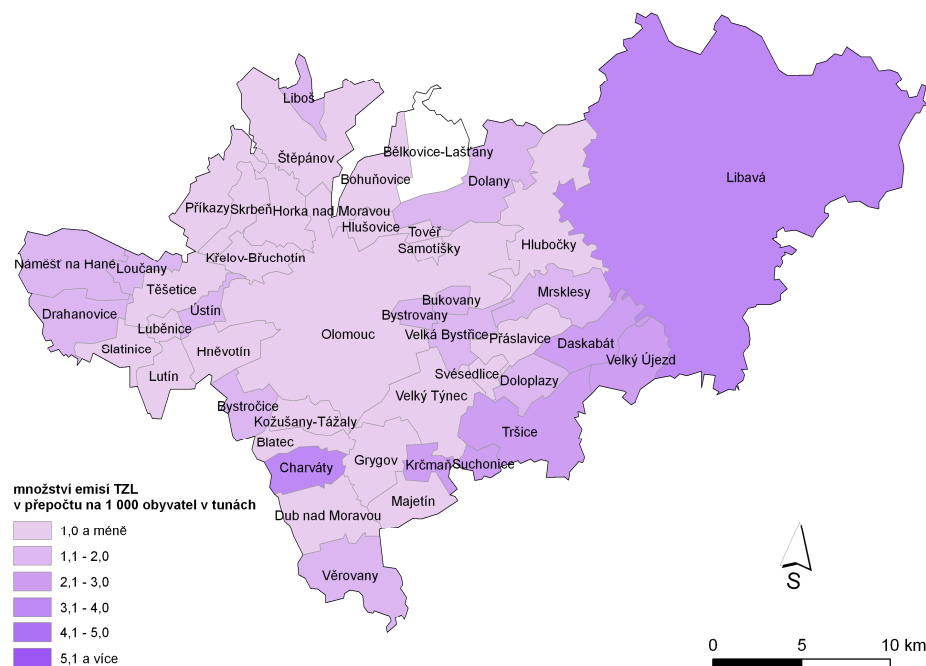 Liboš
Štěpánov
Bělkovice-Lašťany
Bohuňovice
Dolany
Libavá
Příkazy
Skrbeň
Horka nad Moravou
Hlušovice
Tovéř
Samotíšky
Hlubočky
Křelov-Břuchotín
Náměšť na Hané
Loučany
Těšetice
Mrsklesy
Bukovany
Drahanovice
Ústín
Bystrovany
Luběnice
Olomouc
Velká Bystřice
Přáslavice
Daskabát
Slatinice
Hněvotín
Velký Újezd
Lutín
Svésedlice
Doloplazy
Velký Týnec
Bystročice
Kožušany-Tážaly
Tršice
Blatec
Charváty
Grygov
Krčmaň
Suchonice
Majetín
Dub nad Moravou
Věrovany
množství emisí TZL
v přepočtu na 1 000 obyvatel v tunách
1,0 a méně
1,1 - 2,0
2,1 - 3,0
3,1 - 4,0
4,1 - 5,0
5,1 a více
S
0 5 10 km